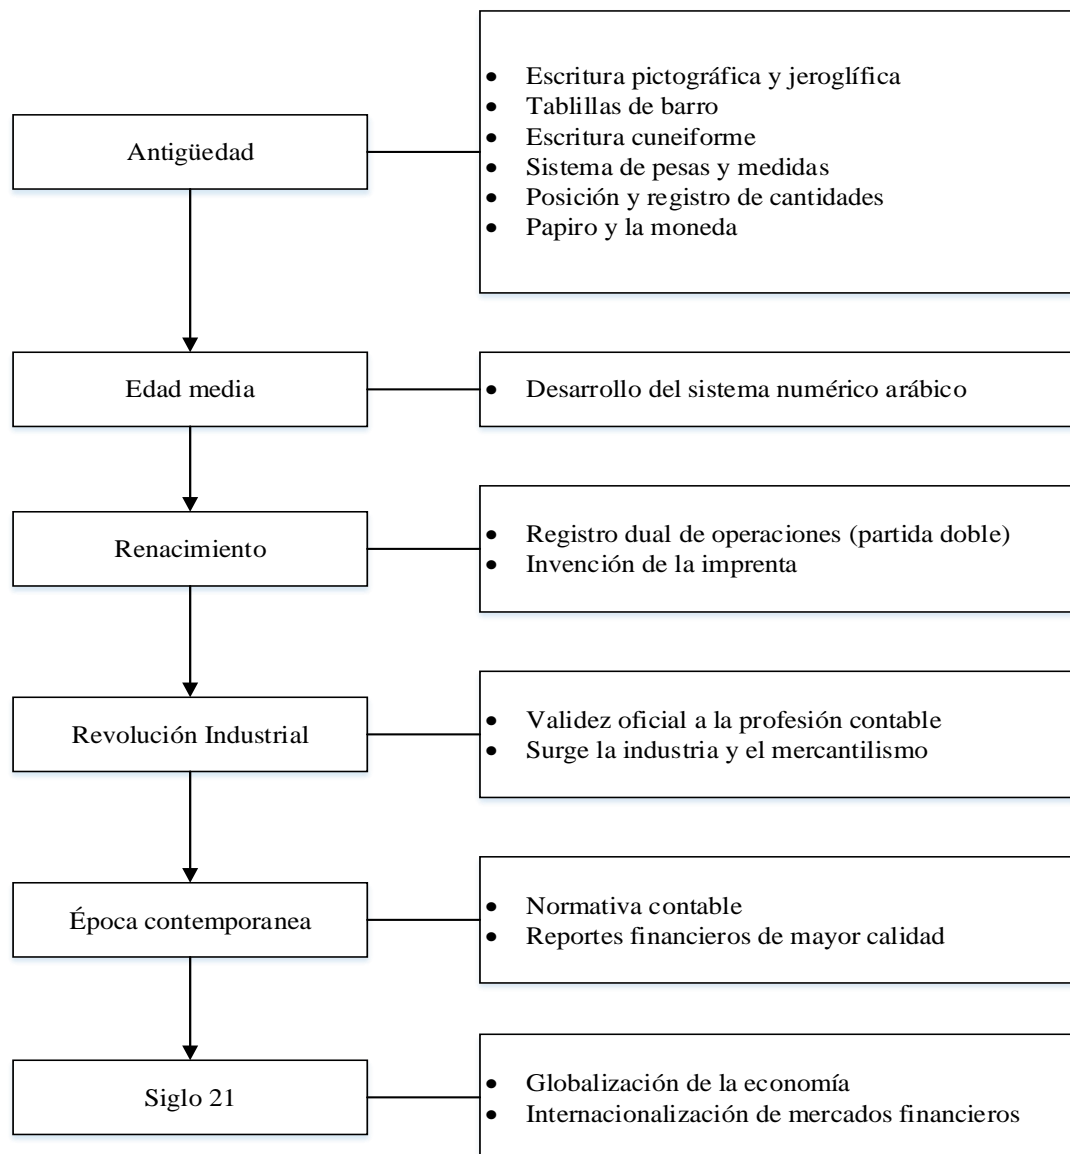 Antigüedad
• Escritura pictográfica y jeroglífica
• Tablillas de barro
• Escritura cuneiforme
• Sistema de pesas y medidas
• Posición y registro de cantidades
• Papiro y la moneda
Edad media
• Desarrollo del sistema numérico arábico
Renacimiento
• Registro dual de operaciones (partida doble)
• Invención de la imprenta
Revolución Industrial
• Validez oficial a la profesión contable
• Surge la industria y el mercantilismo
Época contemporanea
• Normativa contable
• Reportes financieros de mayor calidad
Siglo 21
• Globalización de la economía
• Internacionalización de mercados financieros